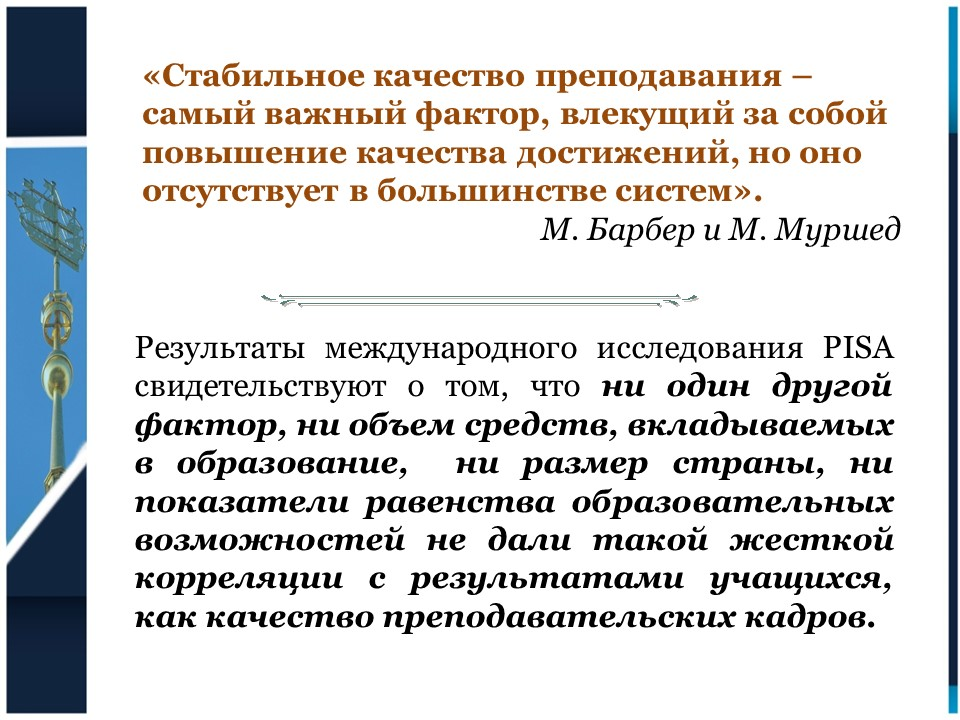 «Стабильное качество преподавания –
самый важный фактор, влекущий за собой
повышение качества достижений, но оно
отсутствует в большинстве систем».
М. Барбер и М. Муршед
Результаты международного исследования PISA
свидетельствуют о том, что ни один другой
фактор, ни объем средств, вкладываемых
в образование, ни размер страны, ни
показатели равенства образовательных
возможностей не дали такой жесткой
корреляции с результатами учащихся,
как качество преподавательских кадров.